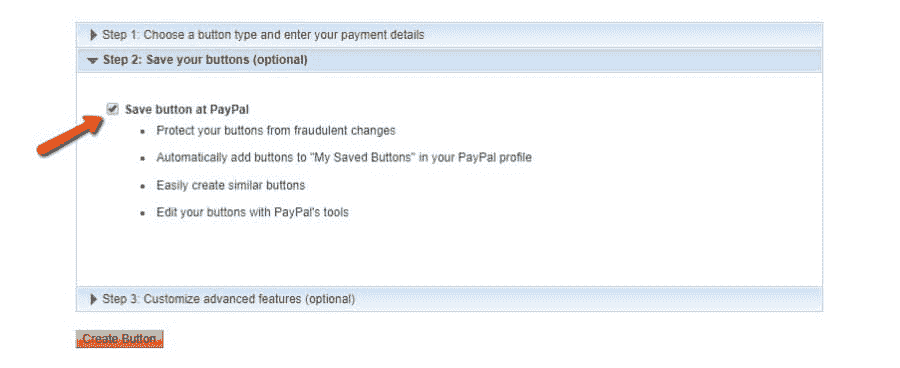 Step 1: Choose a button type and enter your payment details
Step 2: Save your buttons (optional)
Save button at PayPal
Protect your buttons from fraudulent changes
Automatically add buttons to "My Saved Buttons" in your PayPal profile
Easily create similar buttons
Edit your buttons with PayPal's tools
Step 3: Customize advanced features (optional)
Create Button